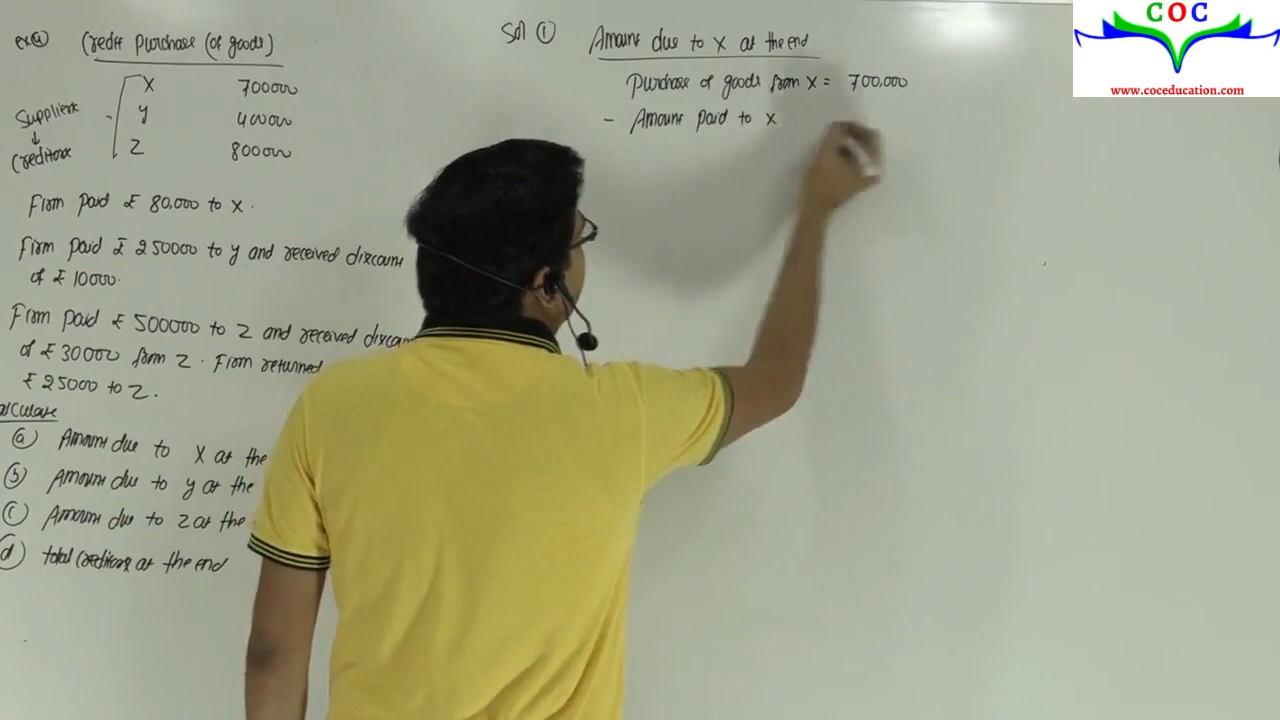 ex ⓐ Credit Purchase (of goods)
X 700000
Suppliers Y 400000
↓
Creditors Z 800000
Firm paid ₹ 80,000 to X.
Firm paid ₹ 250000 to Y and received discount
of ₹ 10000.
Firm paid ₹ 500000 to Z and received discou
of ₹ 30000 from Z. Firm returned
₹ 25000 to Z.
alculate
ⓐ Amount due to X at the
ⓑ Amount due to Y at the
ⓒ Amount due to Z at the
ⓓ total creditors at the end
Sol ① Amount due to X at the end
Purchase of goods from X = 700,000
- Amount paid to X
COC
www.coceducation.com